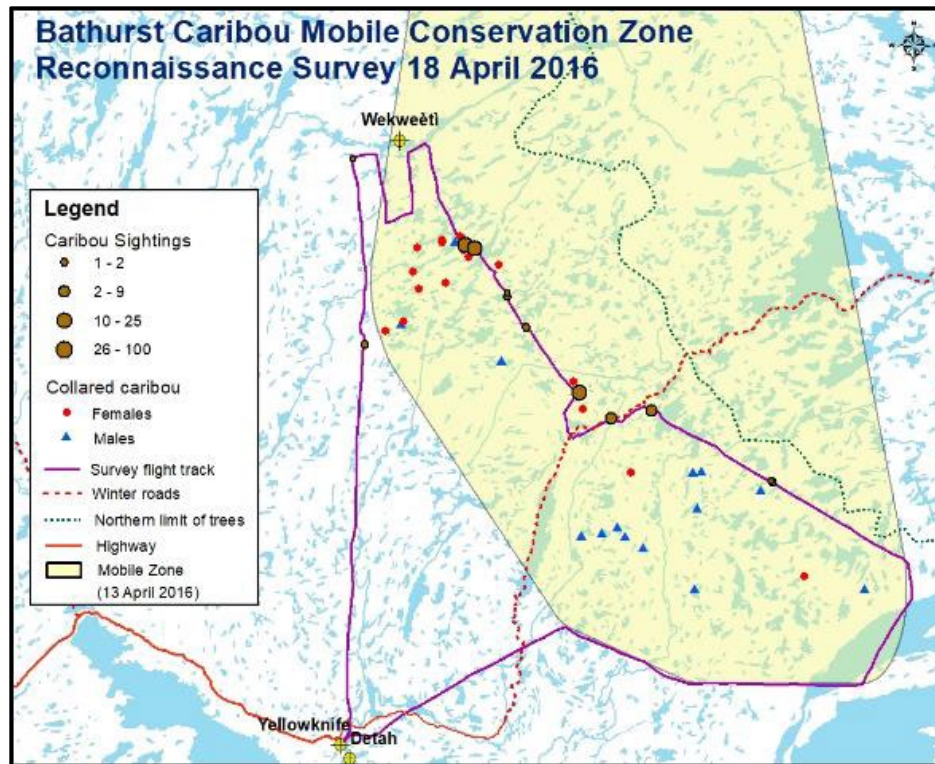 Bathurst Caribou Mobile Conservation Zone
Reconnaissance Survey 18 April 2016
Wekweètì
Legend
Caribou Sightings
1 - 2
2 - 9
10 - 25
26 - 100
Collared caribou
Females
Males
Survey flight track
Winter roads
Northern limit of trees
Highway
Mobile Zone
(13 April 2016)
Yellowknife
Detah